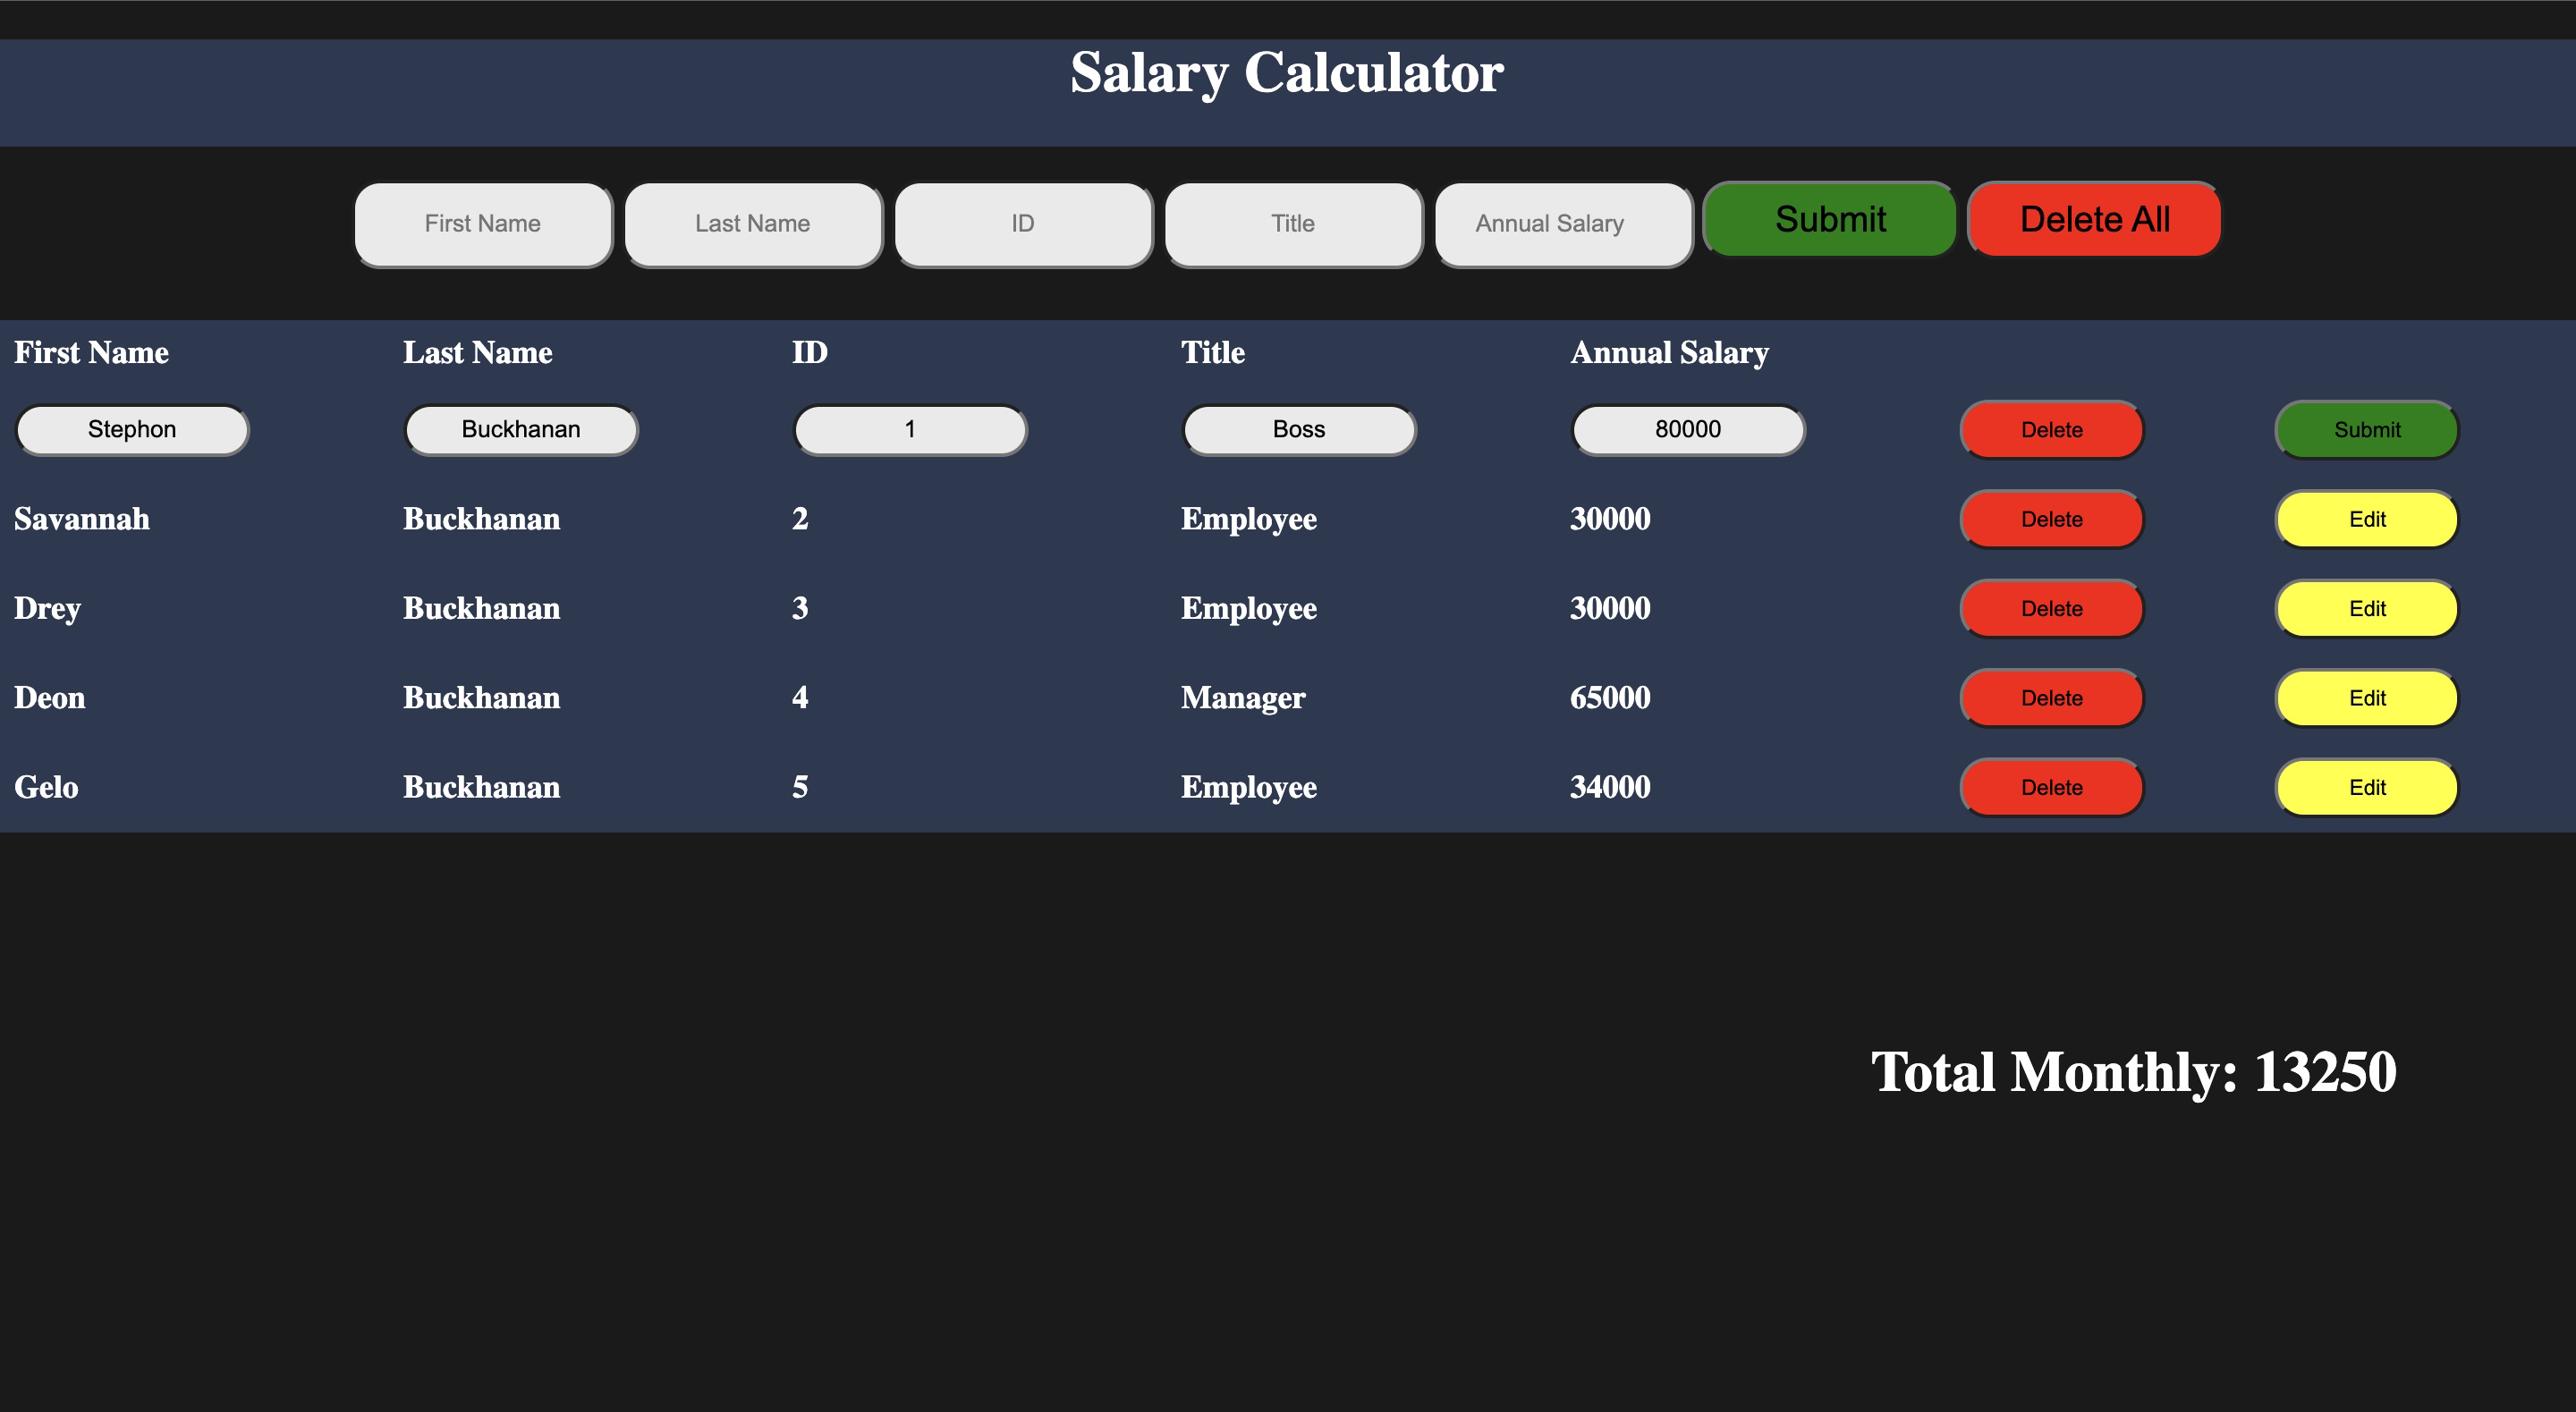 Salary Calculator
First Name Last Name ID Title Annual Salary Submit Delete All
First Name Last Name ID Title Annual Salary
Stephon Buckhanan 1 Boss 80000 Delete Submit
Savannah Buckhanan 2 Employee 30000 Delete Edit
Drey Buckhanan 3 Employee 30000 Delete Edit
Deon Buckhanan 4 Manager 65000 Delete Edit
Gelo Buckhanan 5 Employee 34000 Delete Edit
Total Monthly: 13250